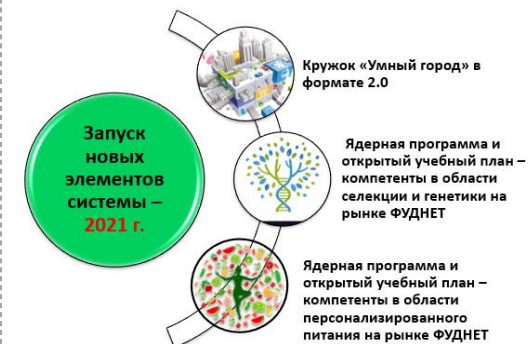 Запуск
новых
элементов
системы –
2021 г.
Кружок «Умный город» в
формате 2.0
Ядерная программа и
открытый учебный план –
компетенты в области
селекции и генетики на
рынке ФУДНЕТ
Ядерная программа и
открытый учебный план –
компетенты в области
персонализированного
питания на рынке ФУДНЕТ